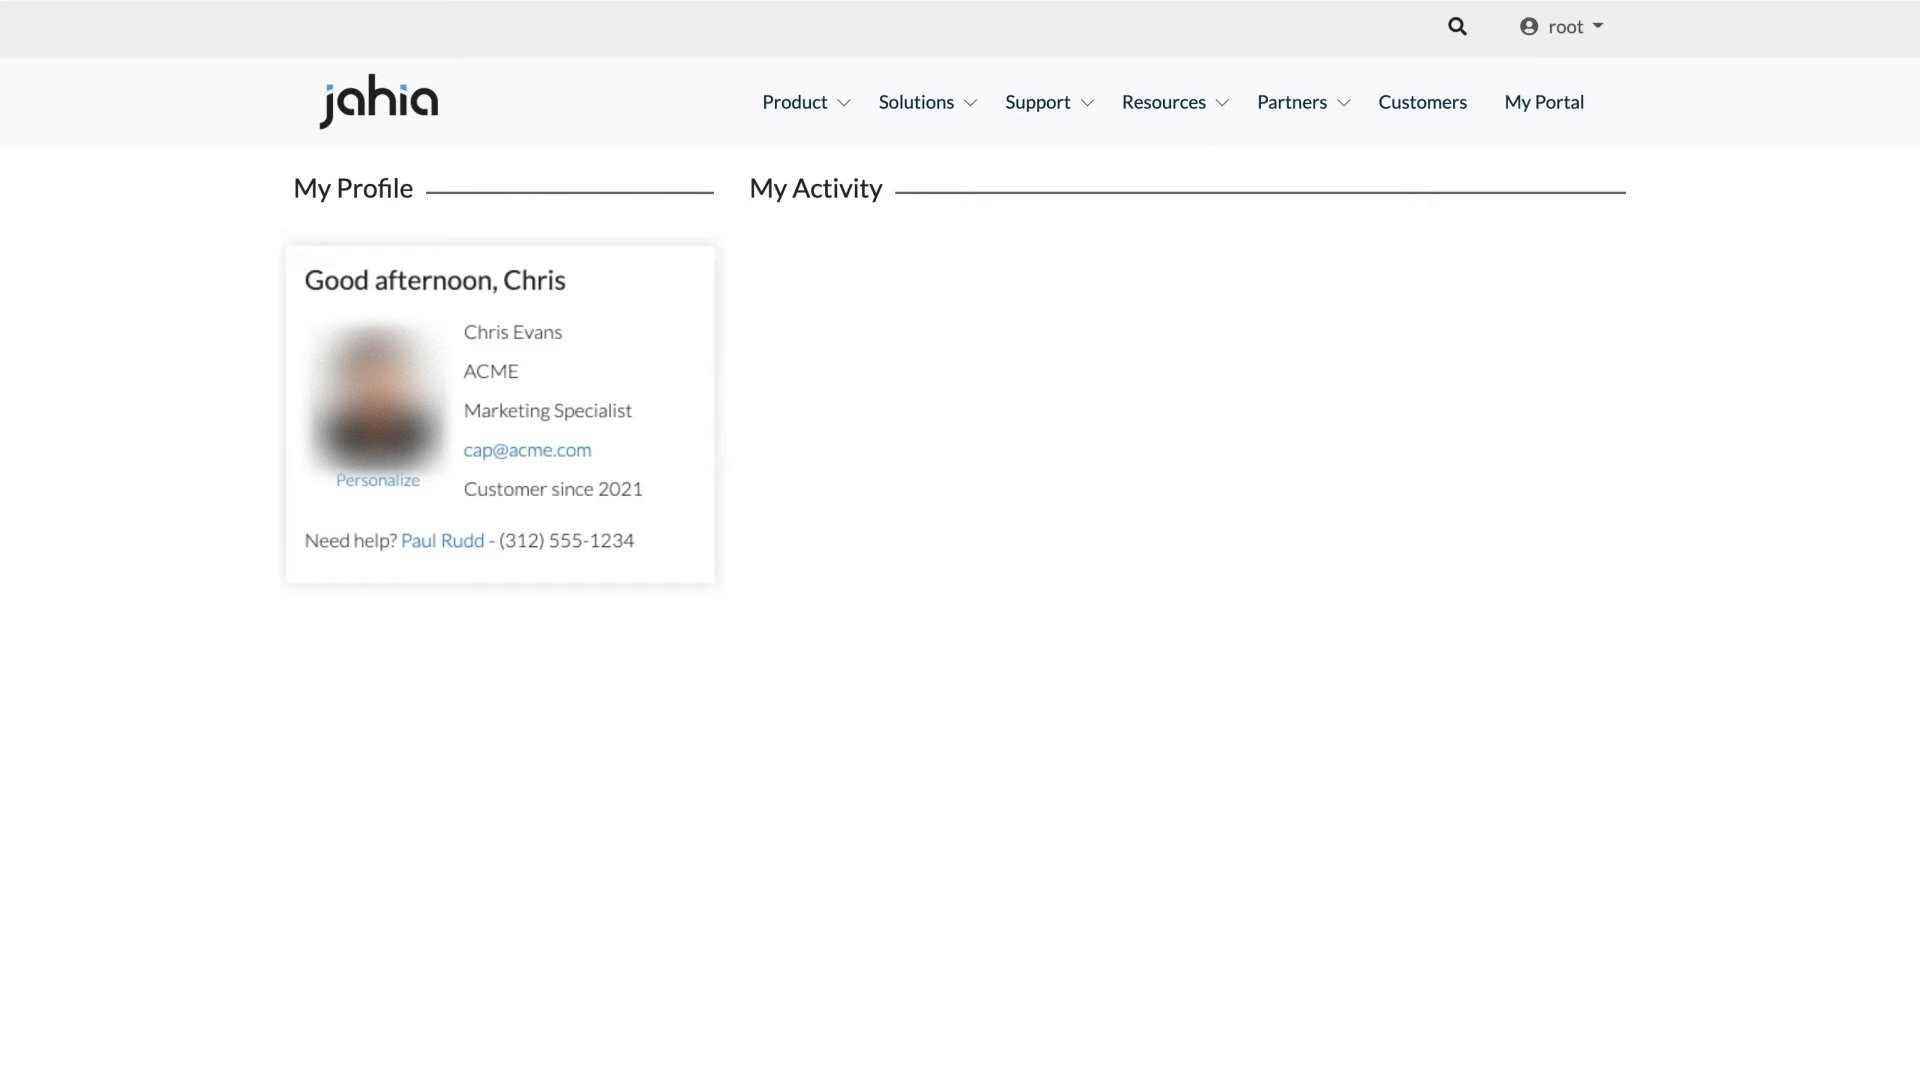 root
jahia
Product Solutions Support Resources Partners Customers My Portal
My Profile
My Activity
Good afternoon, Chris
Chris Evans
ACME
Marketing Specialist
cap@acme.com
Personalize
Customer since 2021
Need help? Paul Rudd - (312) 555-1234